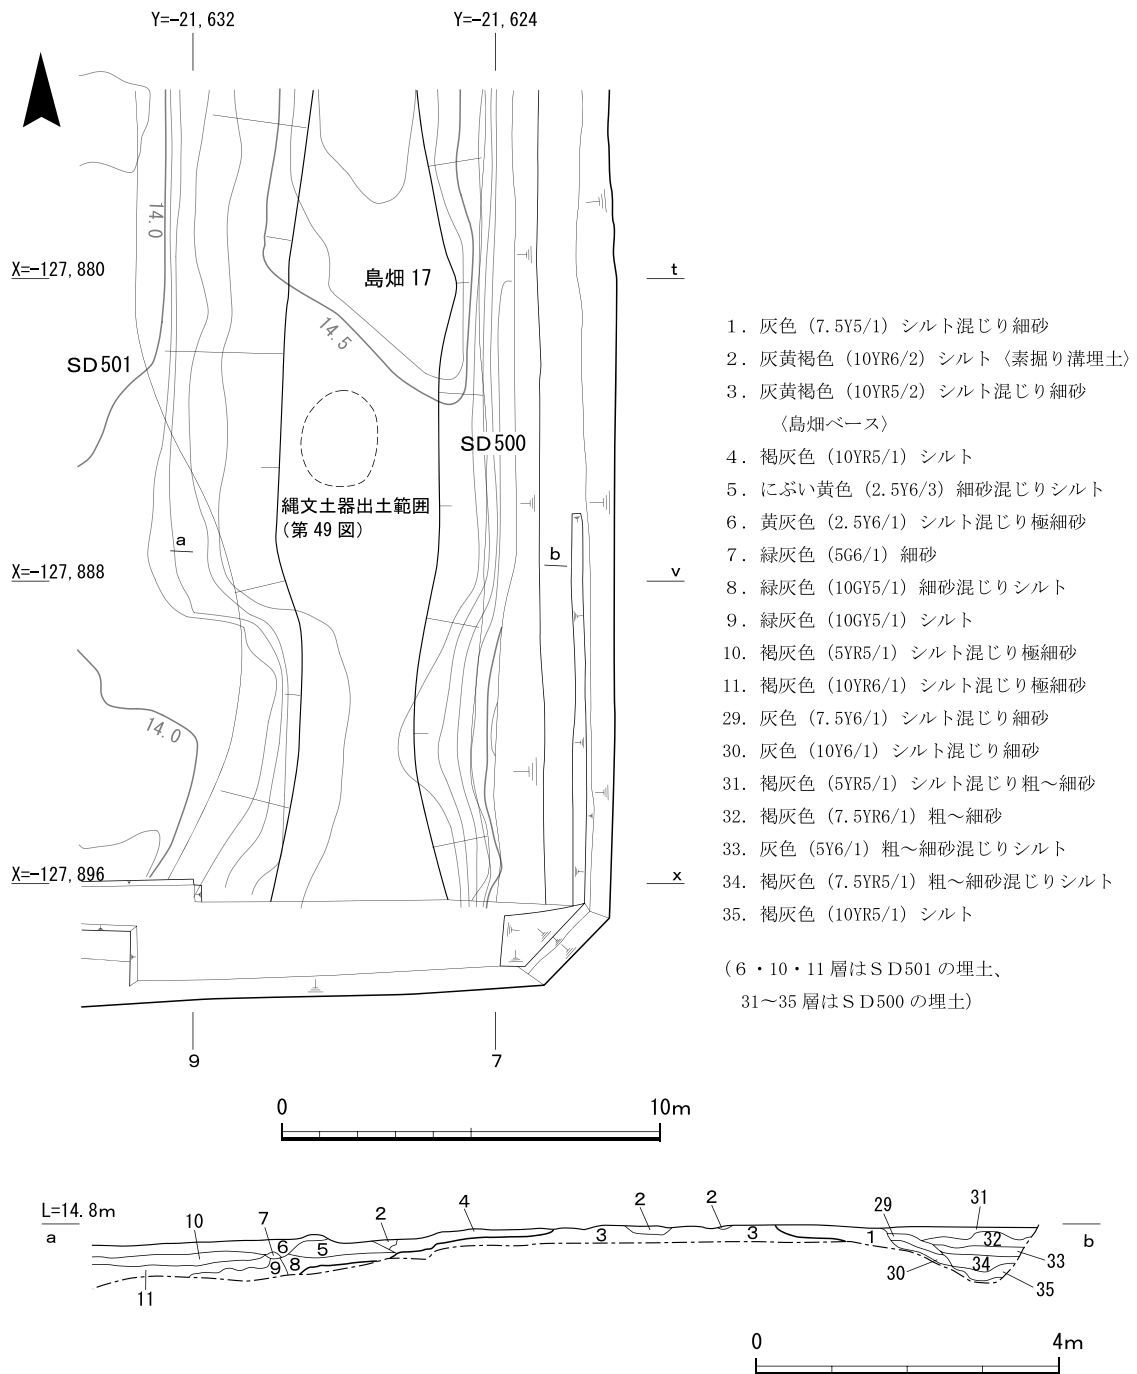 Y=−21,632
Y=−21,624
14.0
X=−127,880
島畑 17
t
14.5
SD501
SD500
縄文土器出土範囲
（第 49 図）
a
b
X=−127,888
v
14.0
X=−127,896
x
9
7
1．灰色（7.5Y5/1）シルト混じり細砂
2．灰黄褐色（10YR6/2）シルト〈素掘り溝埋土〉
3．灰黄褐色（10YR5/2）シルト混じり細砂
〈島畑ベース〉
4．褐灰色（10YR5/1）シルト
5．にぶい黄色（2.5Y6/3）細砂混じりシルト
6．黄灰色（2.5Y6/1）シルト混じり極細砂
7．緑灰色（5G6/1）細砂
8．緑灰色（10GY5/1）細砂混じりシルト
9．緑灰色（10GY5/1）シルト
10．褐灰色（5YR5/1）シルト混じり極細砂
11．褐灰色（10YR6/1）シルト混じり極細砂
29．灰色（7.5Y6/1）シルト混じり細砂
30．灰色（10Y6/1）シルト混じり細砂
31．褐灰色（5YR5/1）シルト混じり粗～細砂
32．褐灰色（7.5YR6/1）粗～細砂
33．灰色（5Y6/1）粗～細砂混じりシルト
34．褐灰色（7.5YR5/1）粗～細砂混じりシルト
35．褐灰色（10YR5/1）シルト
（6・10・11 層はＳＤ501 の埋土、
31～35 層はＳＤ500 の埋土）
0 10m
L=14.8m
a
10
7
2
4
2
2
29
31
6
5
9
8
3
3
1
32
b
33
34
30
35
11
0 4m